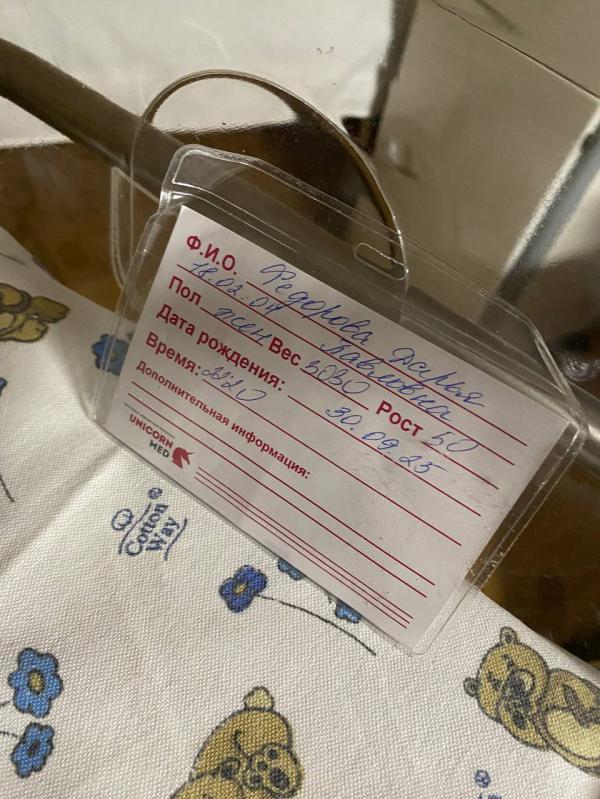 Ф.И.О. Федорова Дарья
18.02.04 Павловна
Пол жен Вес 3030 Рост 50
Дата рождения: 30.09.25
Время: 22:20
Дополнительная информация:
UNICORN
MED
Cotton
Way